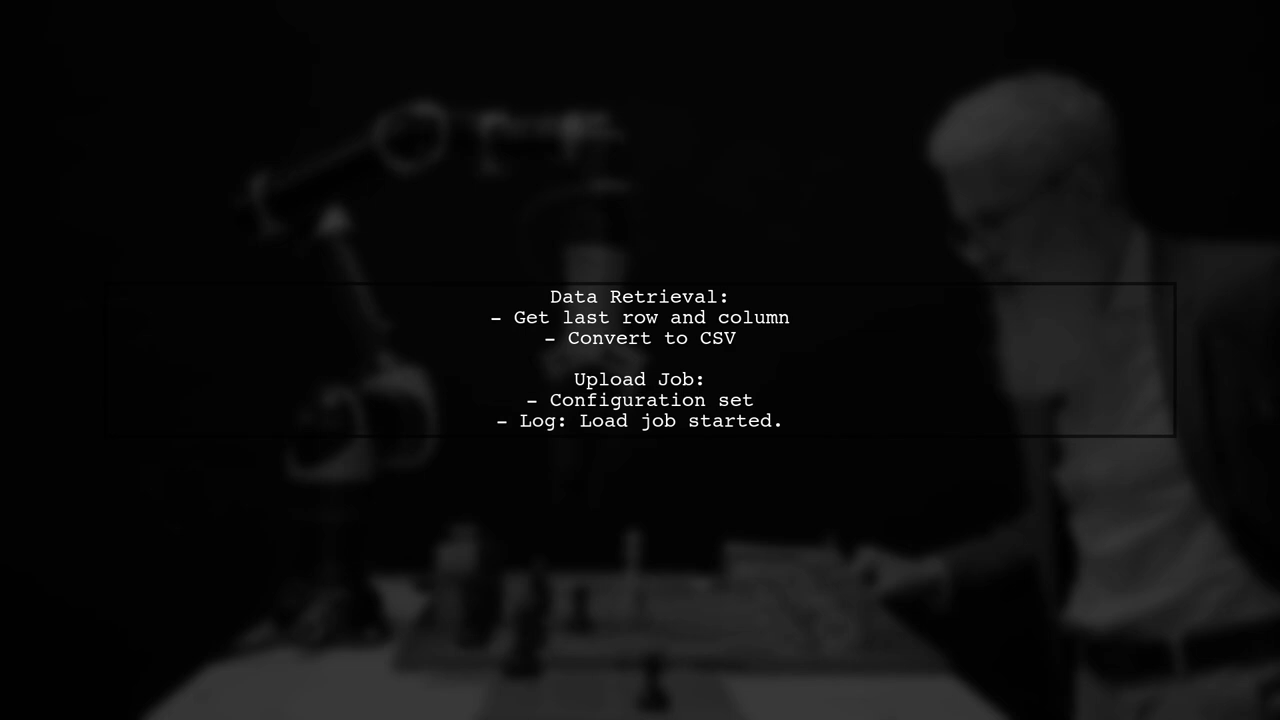 Data Retrieval:
- Get last row and column
- Convert to CSV
Upload Job:
- Configuration set
- Log: Load job started.